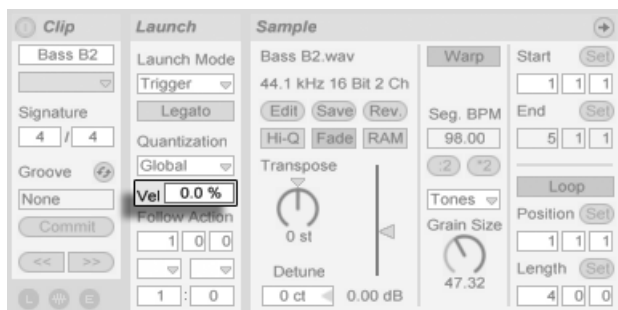 Clip
Bass B2
Signature
4 / 4
Groove
None
Commit
<< >>
L E
Launch
Launch Mode
Trigger
Legato
Quantization
Global
Vel 0.0 %
Follow Action
1 0 0
1 : 0
Sample
Bass B2.wav
44.1 kHz 16 Bit 2 Ch
Edit Save Rev.
Hi-Q Fade RAM
Transpose
0 st
Detune
0 ct 0.00 dB
Warp
Seg. BPM
98.00
:2 *2
Tones
Grain Size
47.32
Start Set
1 1 1
End Set
5 1 1
Loop
Position Set
1 1 1
Length Set
4 0 0